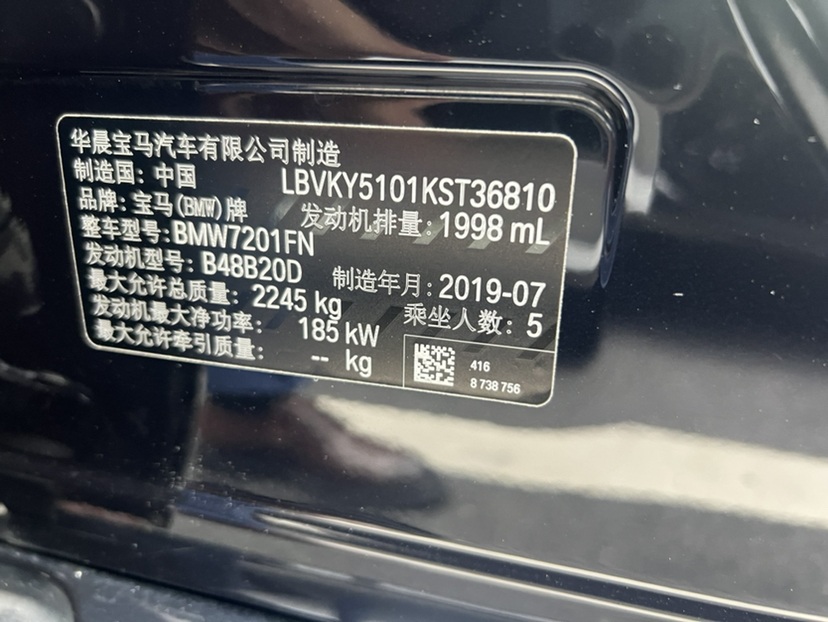 华晨宝马汽车有限公司制造
制造国: 中国 LBVKY5101KST36810
品牌: 宝马(BMW)牌 发动机排量: 1998 mL
整车型号: BMW7201FN
发动机型号: B48B20D 制造年月: 2019-07
最大允许总质量: 2245 kg 乘坐人数: 5
发动机最大净功率: 185 kW
最大允许牵引质量: -- kg
416
8 738 756